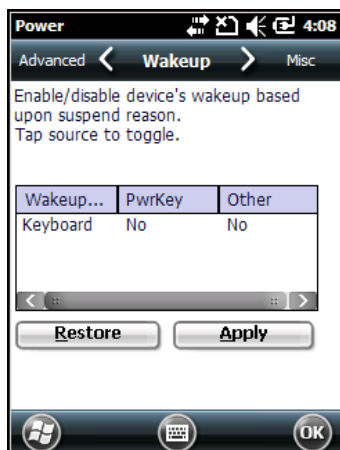 Power 4:08
Advanced Wakeup Misc
Enable/disable device's wakeup based
upon suspend reason.
Tap source to toggle.
Wakeup... PwrKey Other
Keyboard No No
Restore Apply
OK